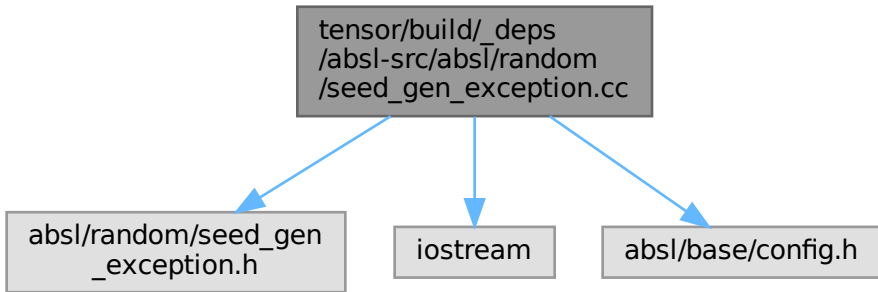 tensor/build/_deps
/absl-src/absl/random
/seed_gen_exception.cc
absl/random/seed_gen
_exception.h
iostream
absl/base/config.h